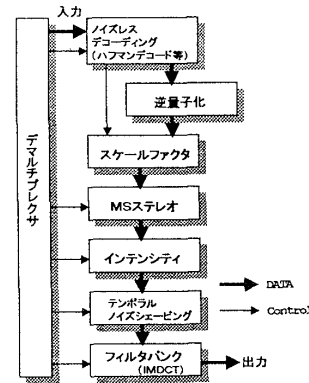 入力
ノイズレス
デコーディング
(ハフマンデコード等)
逆量子化
デマルチプレクサ
スケールファクタ
MSステレオ
インテンシティ
テンポラル
ノイズシェーピング
フィルタバンク
(IMDCT)
出力
DATA
Control